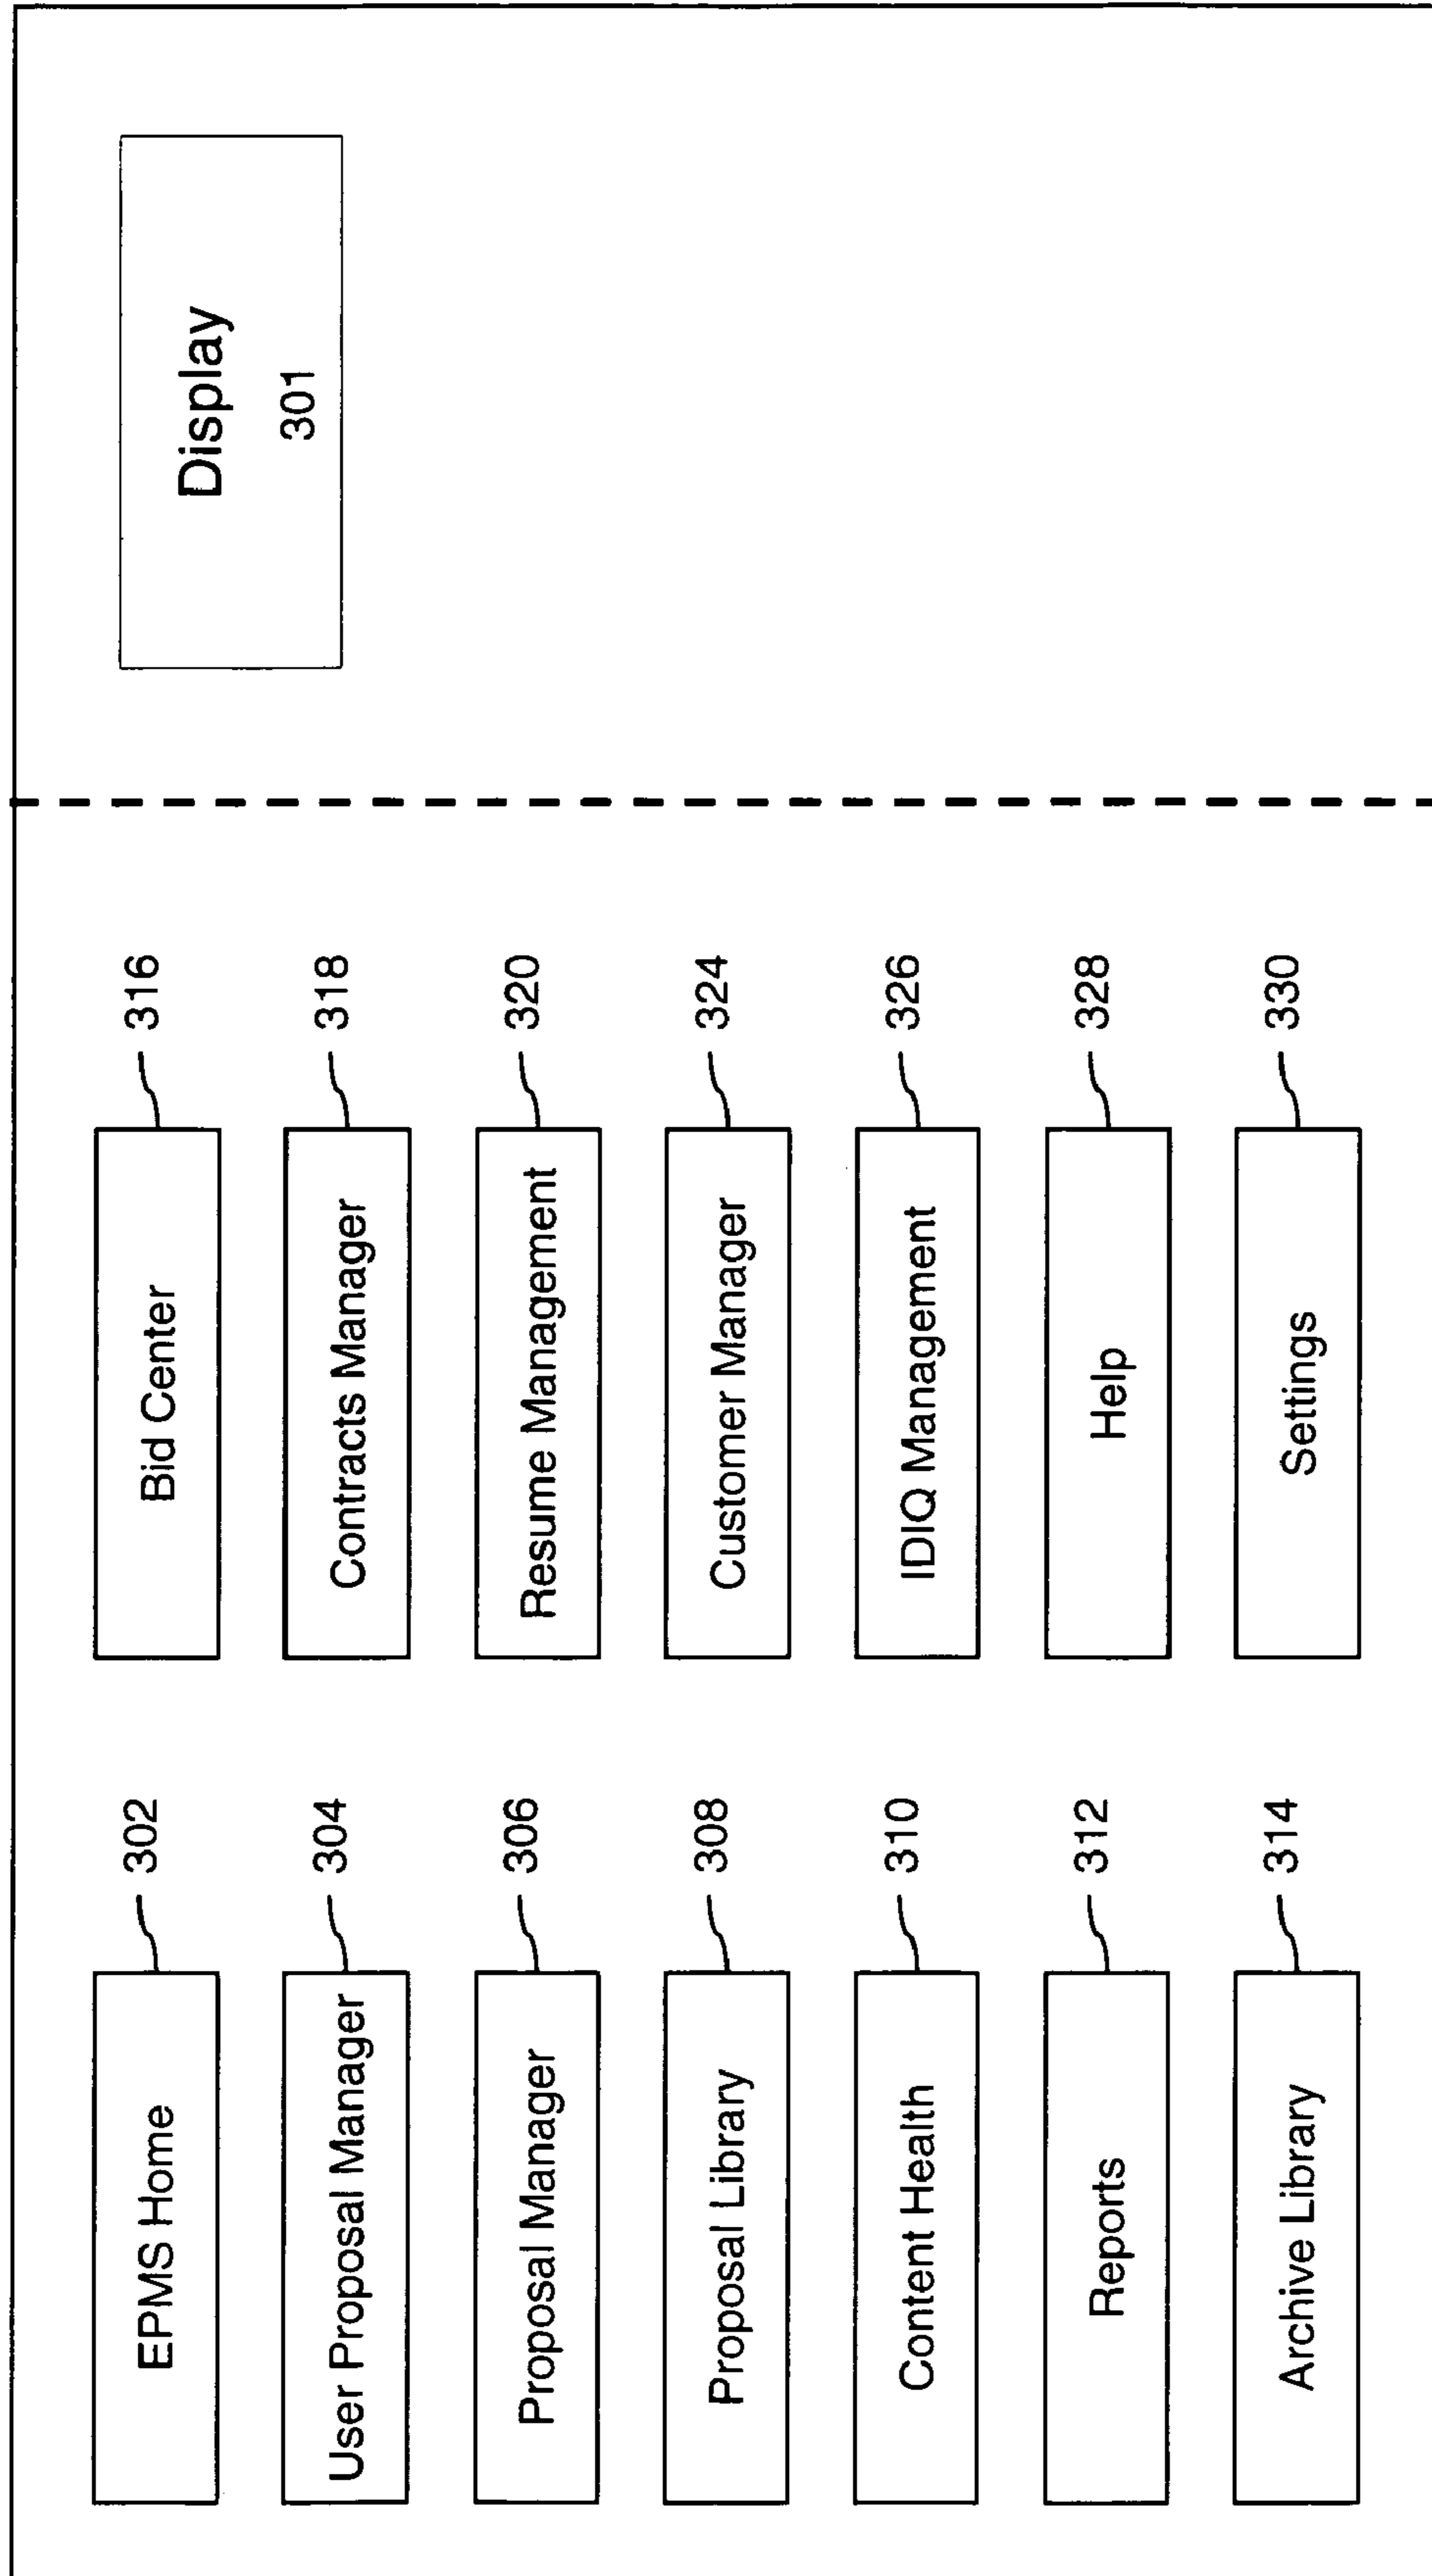 EPMS Home
302
User Proposal Manager
304
Proposal Manager
306
Proposal Library
308
Content Health
310
Reports
312
Archive Library
314
Bid Center
316
Contracts Manager
318
Resume Management
320
Customer Manager
324
IDIQ Management
326
Help
328
Settings
330
Display
301